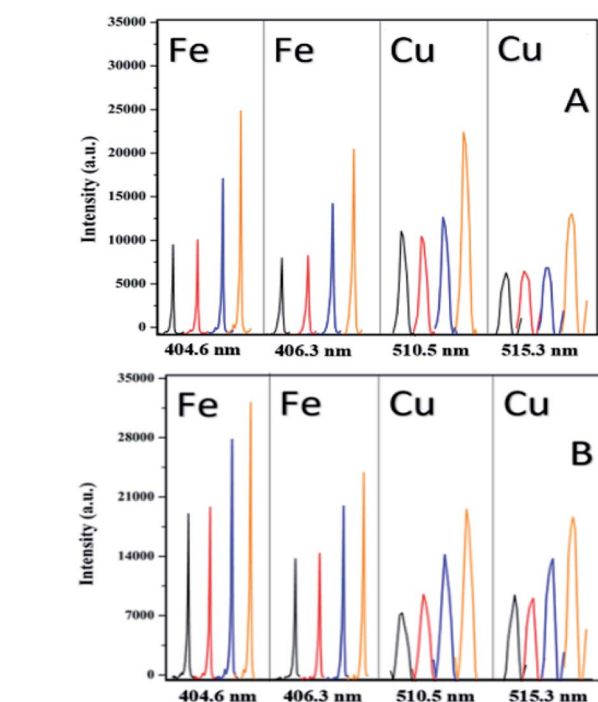 35000
30000
25000
20000
15000
10000
5000
0
Intensity (a.u.)
Fe Fe Cu Cu
A
404.6 nm 406.3 nm 510.5 nm 515.3 nm
35000
28000
21000
14000
7000
0
Intensity (a.u.)
Fe Fe Cu Cu
B
404.6 nm 406.3 nm 510.5 nm 515.3 nm